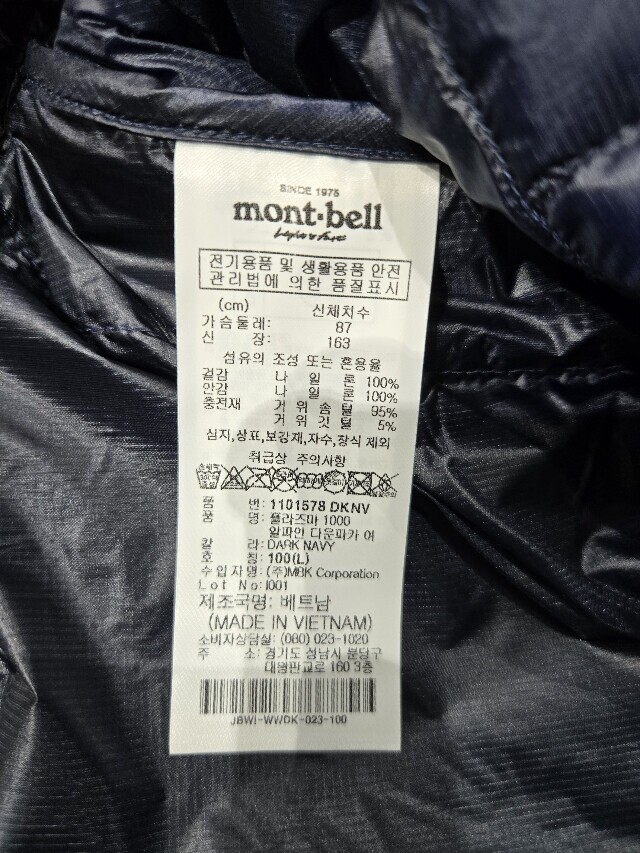 SINCE 1975
mont·bell
전기용품 및 생활용품 안전
관리법에 의한 품질표시
(cm) 신체치수
가슴둘레: 87
신 장: 163
섬유의 조성 또는 혼용율
겉감 나 일 론 100%
안감 나 일 론 100%
충전재 거 위 솜 털 95%
거 위 깃 털 5%
심지,상표,보강재,자수,장식 제외
취급상 주의사항
품 번: 1101578 DKNV
품 명: 플라즈마 1000
알파인 다운파카 여
칼 라: DARK NAVY
호 칭: 100(L)
수입자명: (주)MBK Corporation
Lot No: I001
제조국명: 베트남
(MADE IN VIETNAM)
소비자상담실: (080) 023-1020
주 소: 경기도 성남시 분당구
대왕판교로 160 3층
JBWI-WWDK-023-100